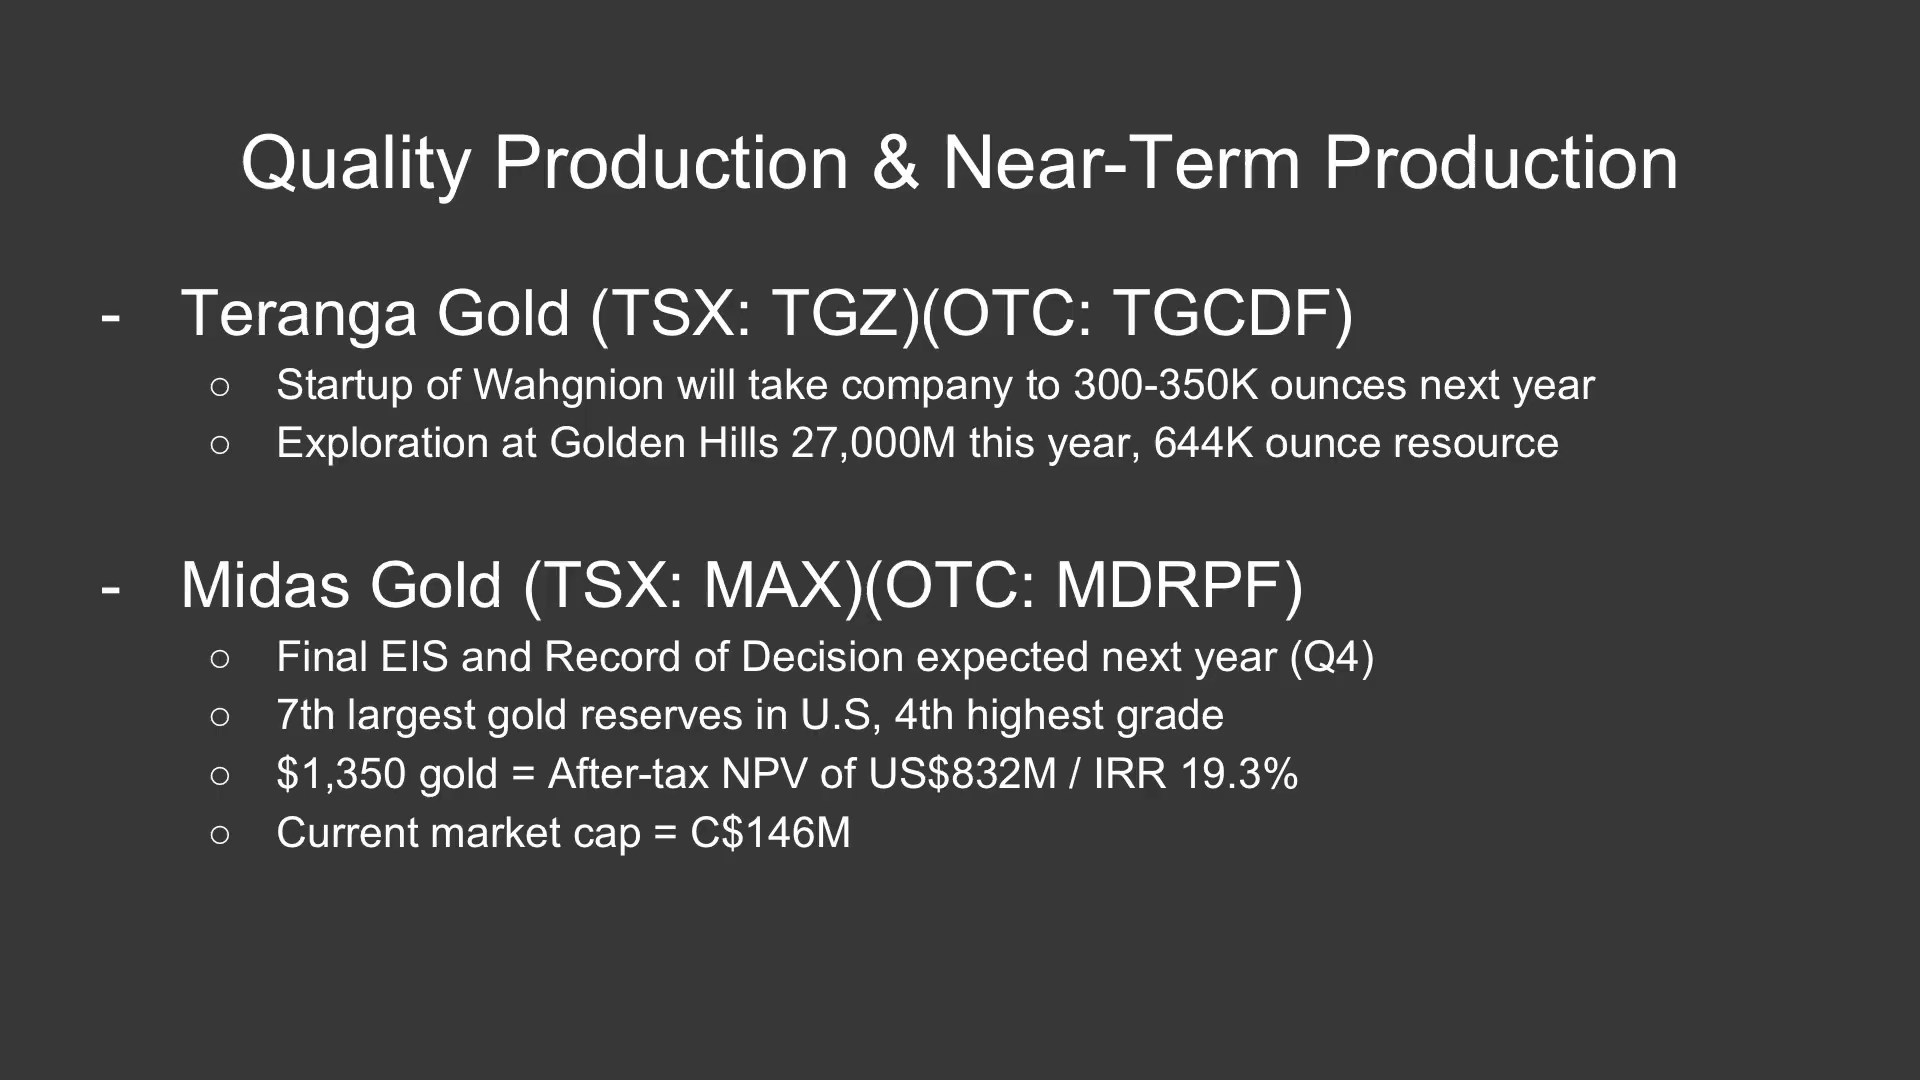 Quality Production & Near-Term Production
- Teranga Gold (TSX: TGZ)(OTC: TGCDF)
○ Startup of Wahgnion will take company to 300-350K ounces next year
○ Exploration at Golden Hills 27,000M this year, 644K ounce resource
- Midas Gold (TSX: MAX)(OTC: MDRPF)
○ Final EIS and Record of Decision expected next year (Q4)
○ 7th largest gold reserves in U.S, 4th highest grade
○ $1,350 gold = After-tax NPV of US$832M / IRR 19.3%
○ Current market cap = C$146M